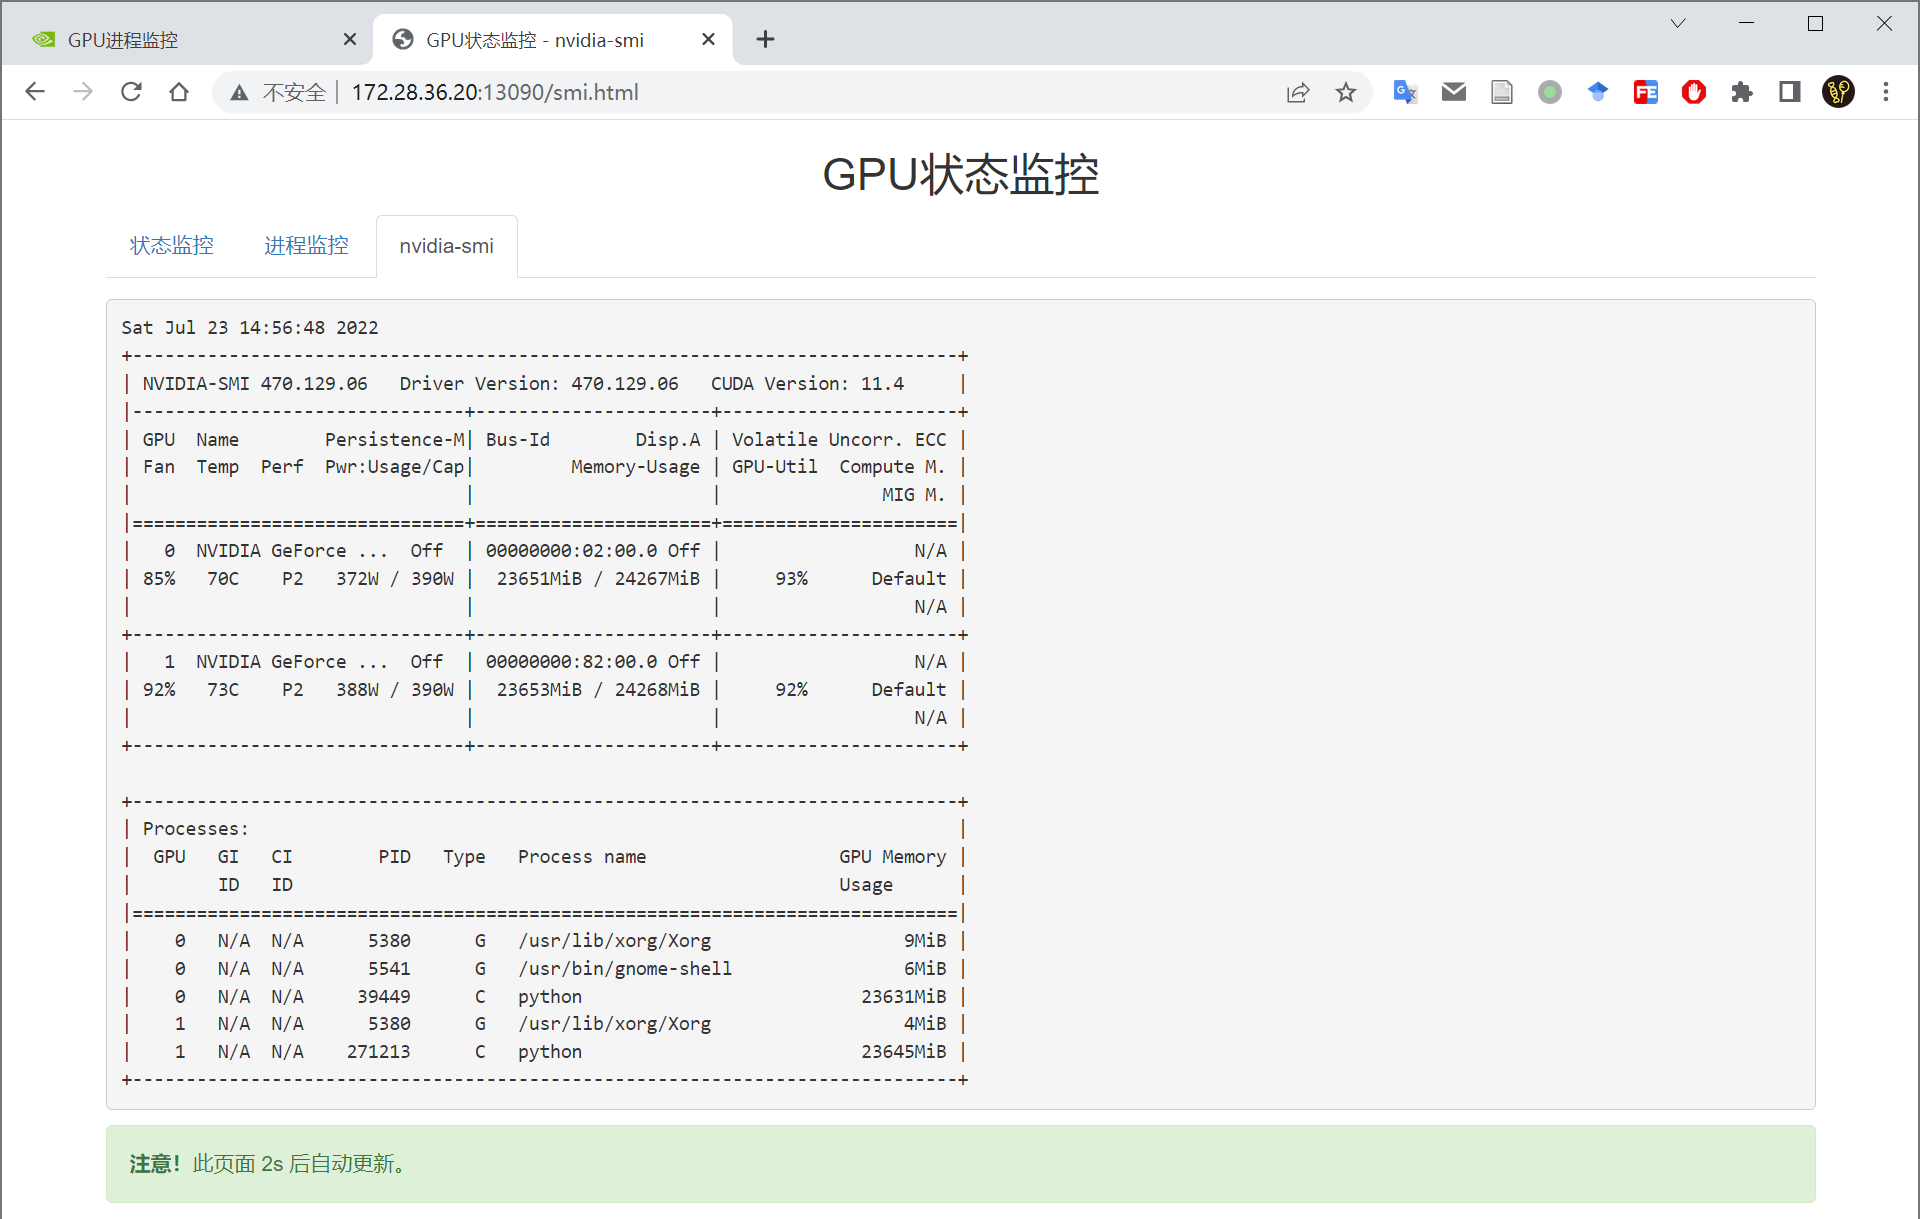 GPU进程监控
GPU状态监控 - nvidia-smi
不安全 | 172.28.36.20:13090/smi.html
GPU状态监控
状态监控 进程监控 nvidia-smi
Sat Jul 23 14:56:48 2022
+-----------------------------------------------------------------------------+
| NVIDIA-SMI 470.129.06   Driver Version: 470.129.06   CUDA Version: 11.4     |
|-------------------------------+----------------------+----------------------+
| GPU  Name        Persistence-M| Bus-Id        Disp.A | Volatile Uncorr. ECC |
| Fan  Temp  Perf  Pwr:Usage/Cap|         Memory-Usage | GPU-Util  Compute M. |
|                               |                      |               MIG M. |
|===============================+======================+======================|
|   0  NVIDIA GeForce ...  Off  | 00000000:02:00.0 Off |                  N/A |
| 85%   70C    P2   372W / 390W |  23651MiB / 24267MiB |     93%      Default |
|                               |                      |                  N/A |
+-------------------------------+----------------------+----------------------+
|   1  NVIDIA GeForce ...  Off  | 00000000:82:00.0 Off |                  N/A |
| 92%   73C    P2   388W / 390W |  23653MiB / 24268MiB |     92%      Default |
|                               |                      |                  N/A |
+-------------------------------+----------------------+----------------------+

+-----------------------------------------------------------------------------+
| Processes:                                                                  |
|  GPU   GI   CI        PID   Type   Process name                  GPU Memory |
|        ID   ID                                                   Usage      |
|=============================================================================|
|    0   N/A  N/A      5380      G   /usr/lib/xorg/Xorg                  9MiB |
|    0   N/A  N/A      5541      G   /usr/bin/gnome-shell                6MiB |
|    0   N/A  N/A     39449      C   python                          23631MiB |
|    1   N/A  N/A      5380      G   /usr/lib/xorg/Xorg                  4MiB |
|    1   N/A  N/A    271213      C   python                          23645MiB |
+-----------------------------------------------------------------------------+
注意！此页面 2s 后自动更新。